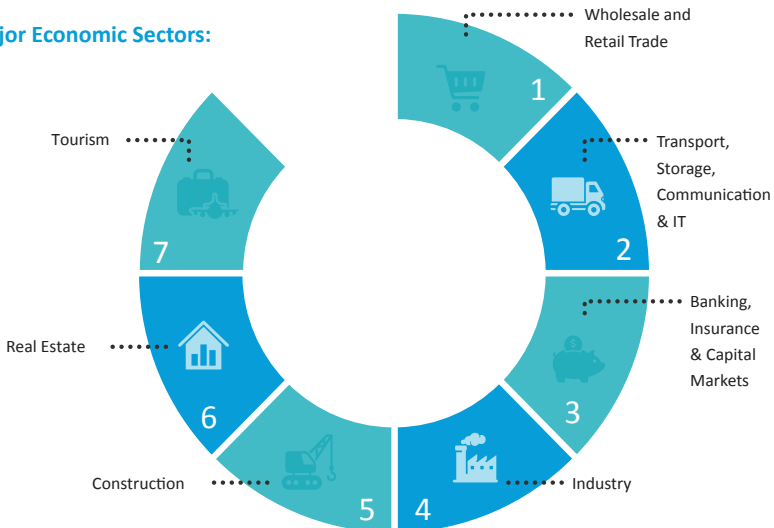 jor Economic Sectors:
Wholesale and
Retail Trade
1
Transport,
Storage,
Communication
& IT
2
Banking,
Insurance
& Capital
Markets
$
3
Industry
4
Construction
5
Real Estate
6
Tourism
7